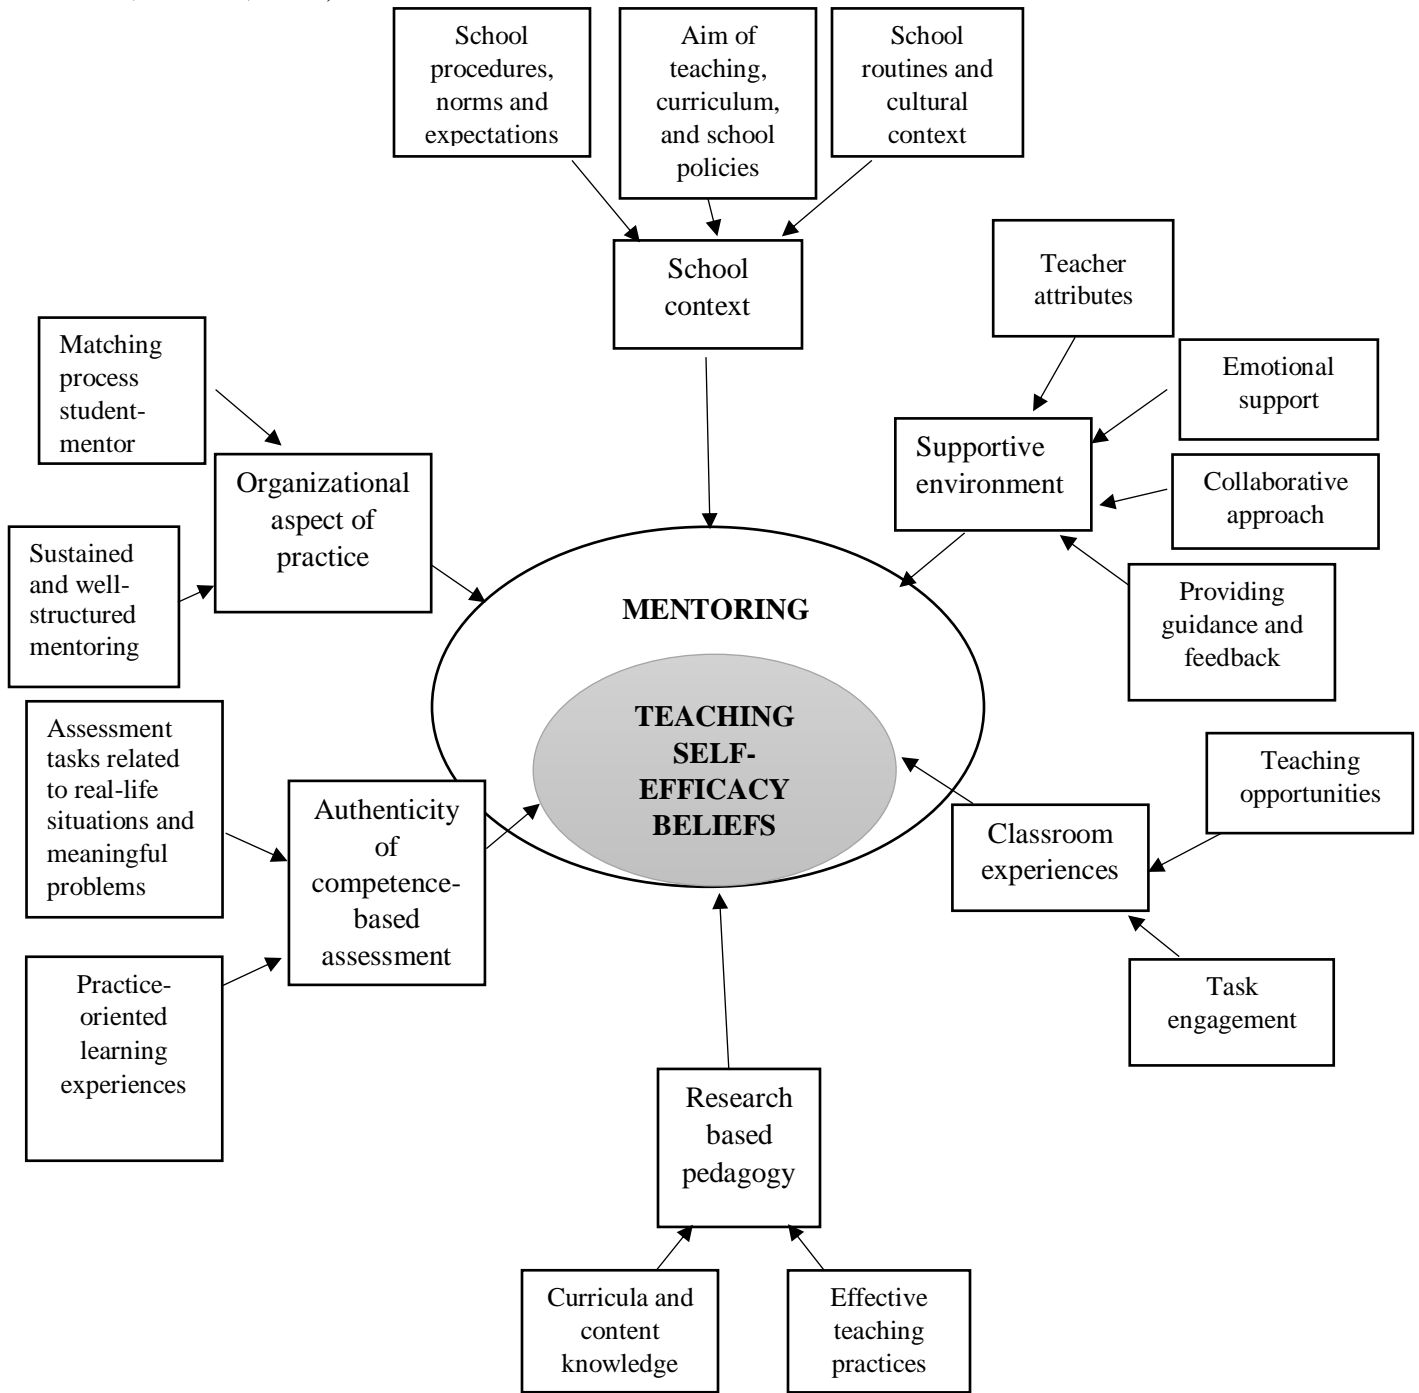 School
procedures,
norms and
expectations
Aim of
teaching,
curriculum,
and school
policies
School
routines and
cultural
context
School
context
Teacher
attributes
Matching
process
student-
mentor
Emotional
support
Supportive
environment
Organizational
aspect of
practice
Collaborative
approach
Sustained
and well-
structured
mentoring
Providing
guidance and
feedback
MENTORING
TEACHING
SELF-
EFFICACY
BELIEFS
Assessment
tasks related
to real-life
situations and
meaningful
problems
Authenticity
of
competence-
based
assessment
Teaching
opportunities
Classroom
experiences
Practice-
oriented
learning
experiences
Task
engagement
Research
based
pedagogy
Curricula and
content
knowledge
Effective
teaching
practices